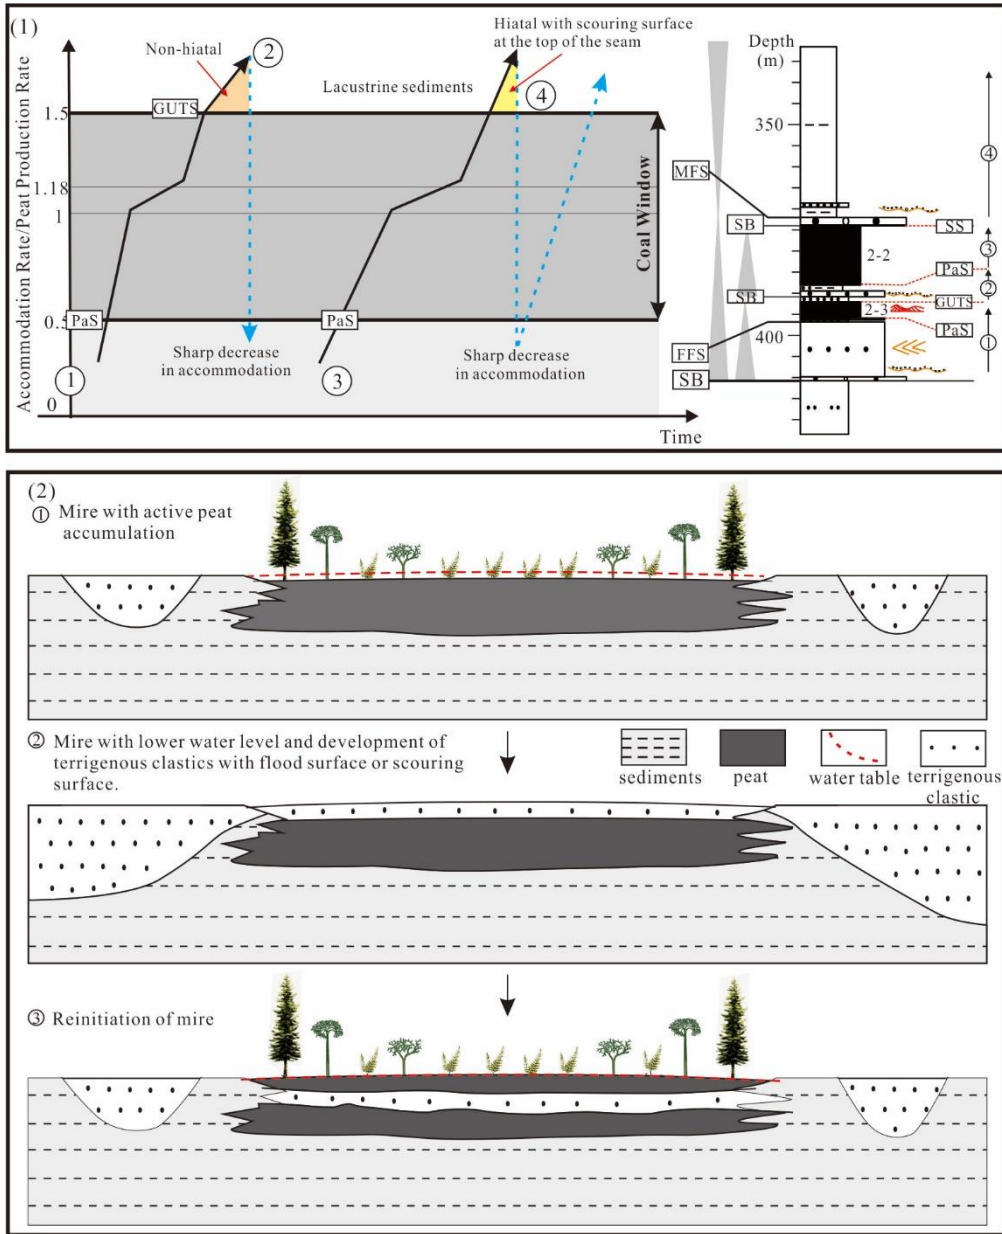 (1)
Accommodation Rate/Peat Production Rate
Non-hiatal
②
GUTS
1.5
1.18
1
0.5
0
PaS
①
Sharp decrease
in accommodation
Lacustrine sediments
Hiatal with scouring surface
at the top of the seam
④
PaS
③
Sharp decrease
in accommodation
Coal Window
Time
Depth
(m)
350
400
MFS
SB
SB
FFS
SB
2-2
2-3
SS
PaS
GUTS
PaS
④
③
②
①
(2)
① Mire with active peat
accumulation
② Mire with lower water level and development of
terrigenous clastics with flood surface or scouring
surface.
sediments
peat
water table
terrigenous
clastic
③ Reinitiation of mire